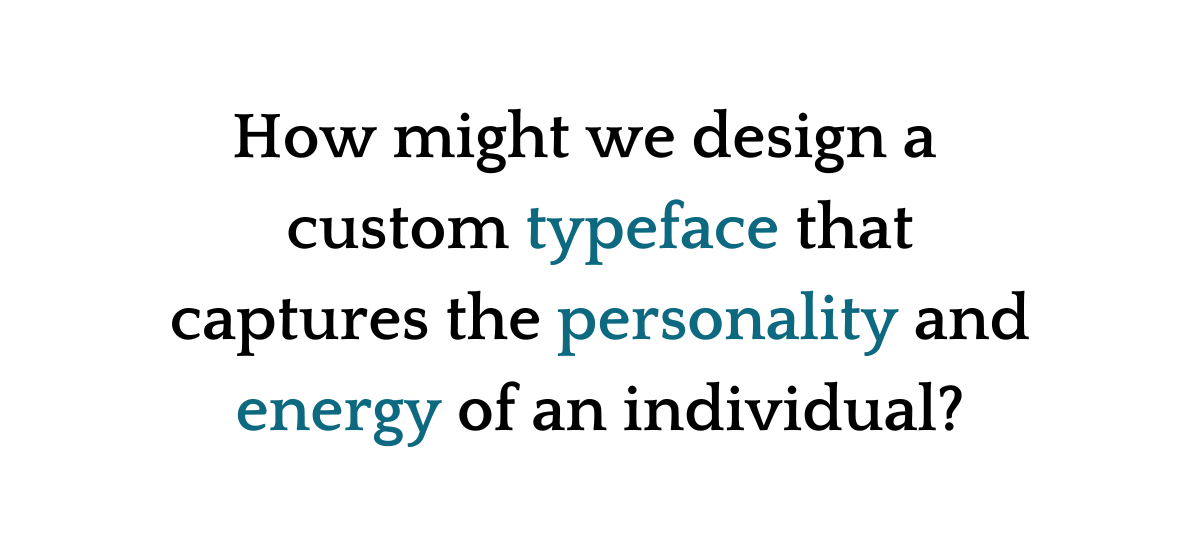 How might we design a
custom typeface that
captures the personality and
energy of an individual?